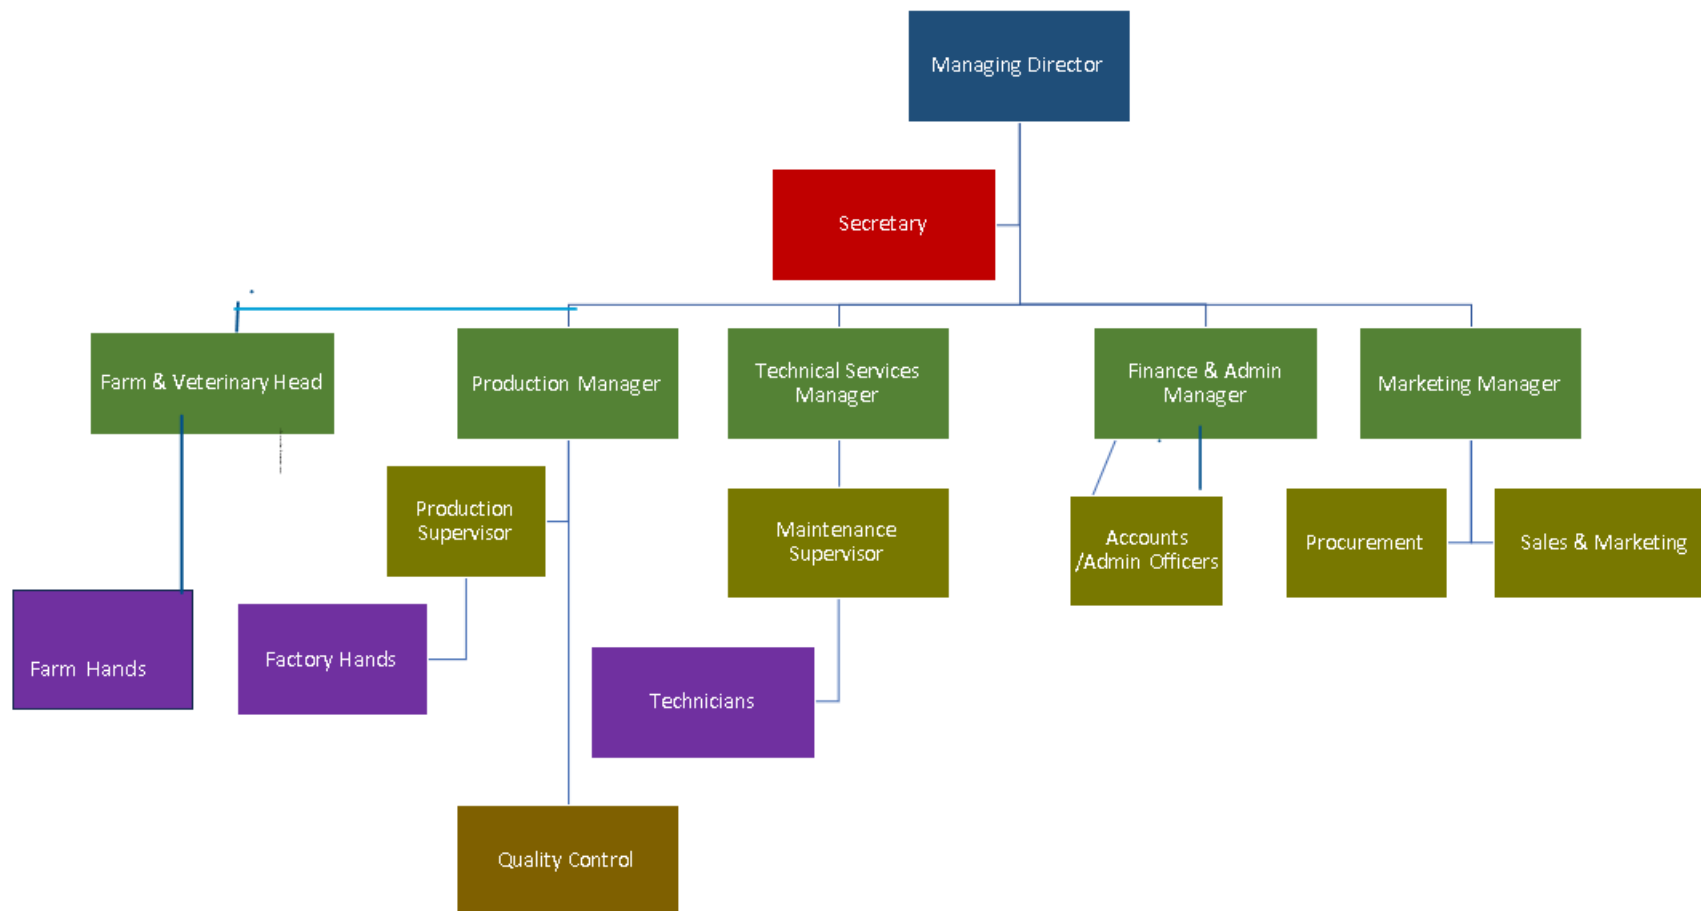 Managing Director
Secretary
Farm & Veterinary Head
Production Manager
Technical Services
Manager
Finance & Admin
Manager
Marketing Manager
Production
Supervisor
Maintenance
Supervisor
Accounts
/Admin Officers
Procurement
Sales & Marketing
Farm Hands
Factory Hands
Technicians
Quality Control